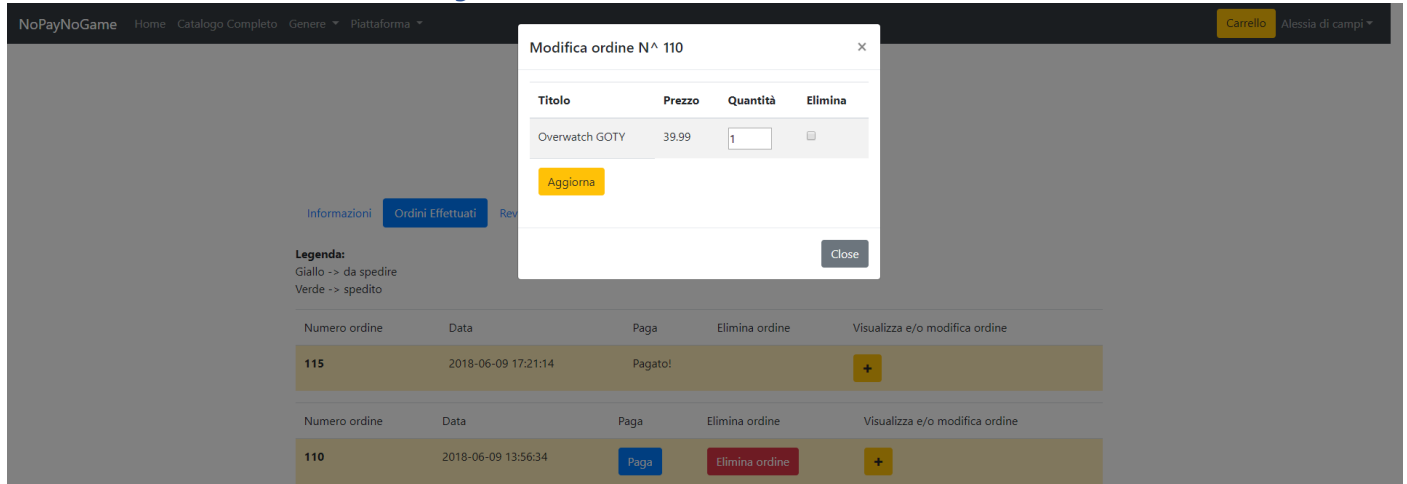 NoPayNoGame Home Catalogo Completo Genere Piattaforma Carrello Alessia di campi
Modifica ordine N^ 110 ×
Titolo Prezzo Quantità Elimina
Overwatch GOTY 39.99 1
Aggiorna
Close
Informazioni Ordini Effettuati Rev
Legenda:
Giallo -> da spedire
Verde -> spedito
Numero ordine Data Paga Elimina ordine Visualizza e/o modifica ordine
115 2018-06-09 17:21:14 Pagato! +
Numero ordine Data Paga Elimina ordine Visualizza e/o modifica ordine
110 2018-06-09 13:56:34 Paga Elimina ordine +